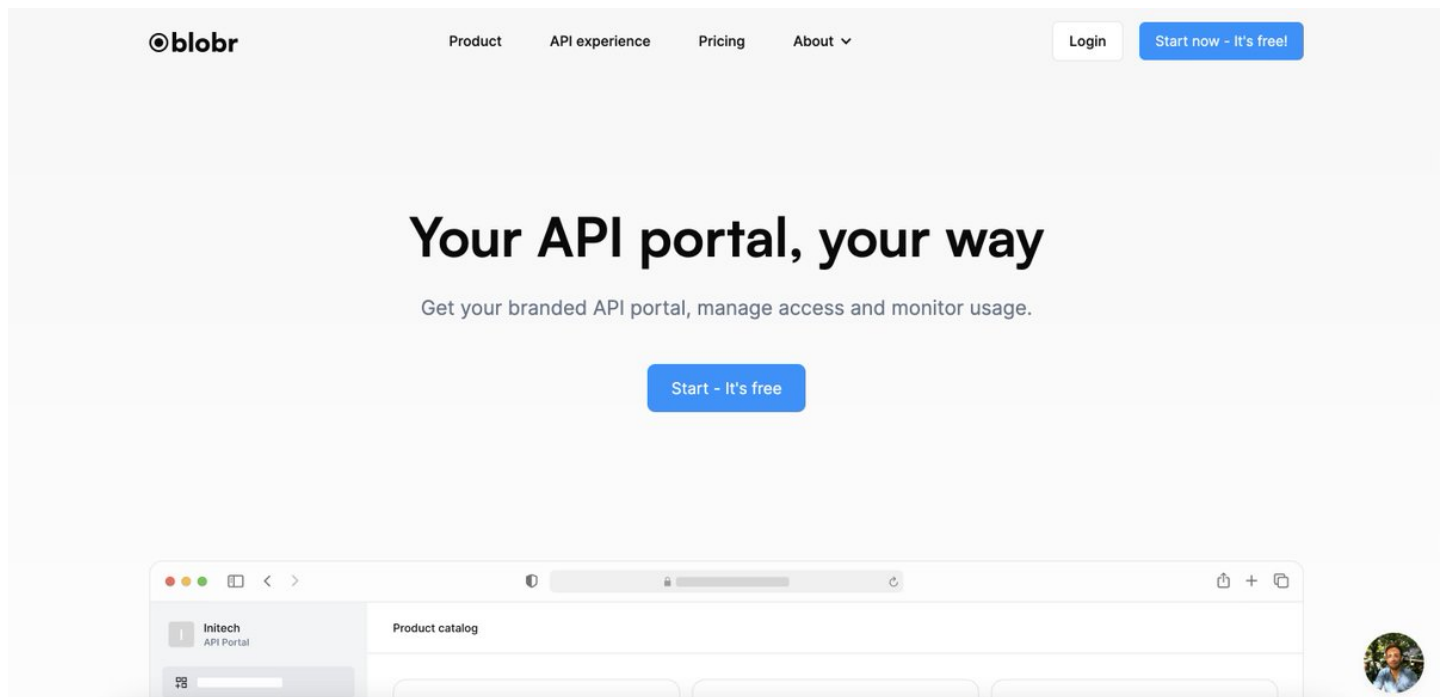 blobr
Product
API experience
Pricing
About
Login
Start now - It's free!
Your API portal, your way
Get your branded API portal, manage access and monitor usage.
Start - It's free
I
Initech
API Portal
Product catalog